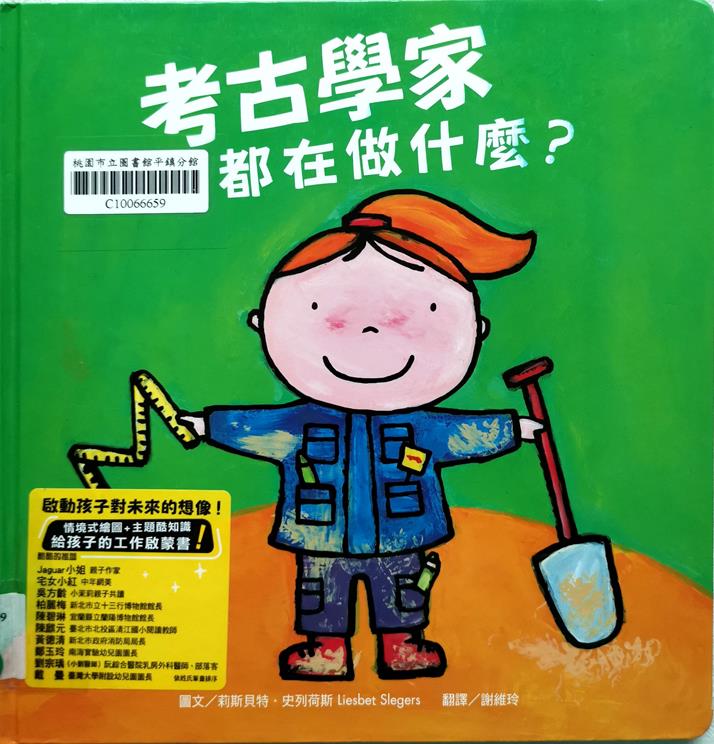 考古學家
都在做什麼?
桃園市立圖書館平鎮分館
C10066659
啟動孩子對未來的想像!
情境式繪圖+主題酷知識
給孩子的工作啟蒙書!
Jaguar小姐 親子作家
宅女小紅 中年網美
吳方齡 小茉莉親子共讀
柏麗梅 新北市立十三行博物館館長
陳碧琳 宜蘭縣立蘭陽博物館館長
陳麒元 臺北市北投區清江國小閱讀教師
黃德清 新北市政府消防局局長
鄒玉玲 南海實驗幼兒園園長
劉宗瑀 (小劉醫師) 阮綜合醫院乳房外科醫師、部落客
戴曼 臺灣大學附設幼兒園園長
依姓氏筆畫排序
9
圖文/莉斯貝特・史列荷斯 Liesbet Slegers 翻譯/謝維玲